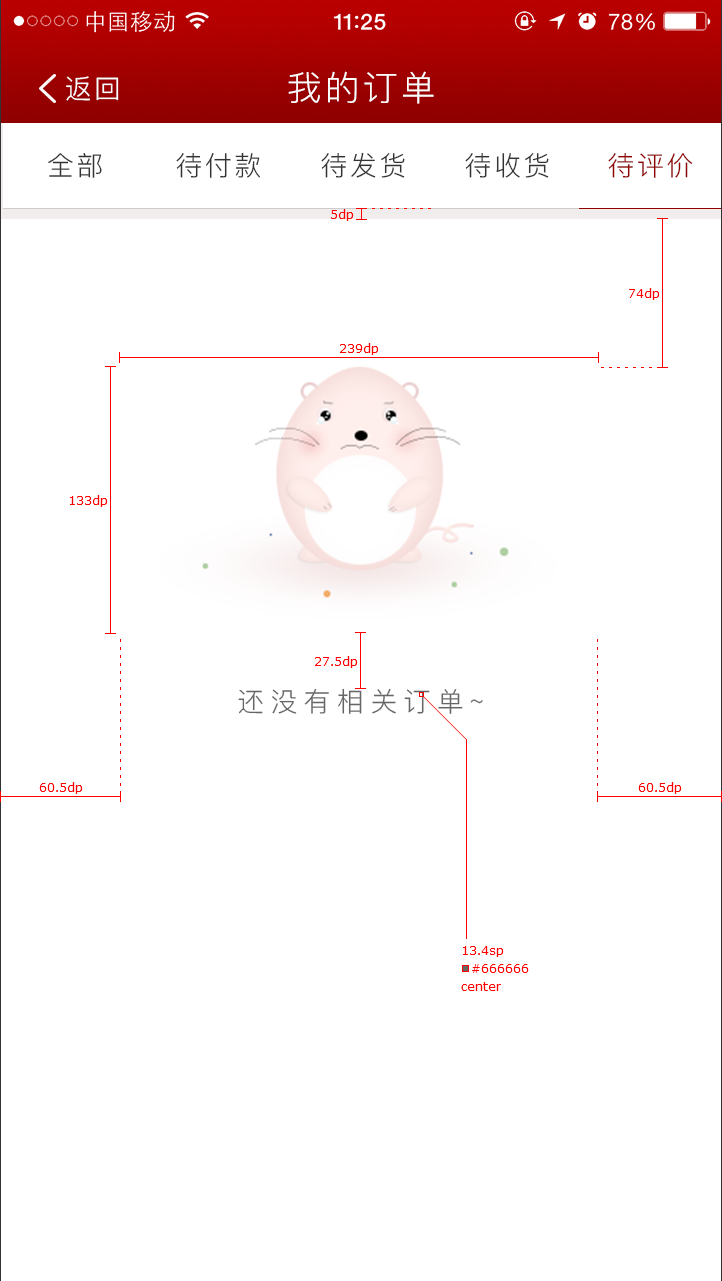 中国移动 11:25 78%
返回 我的订单
全部 待付款 待发货 待收货 待评价
5dp
74dp
239dp
133dp
27.5dp
还没有相关订单~
60.5dp 60.5dp
13.4sp
#666666
center